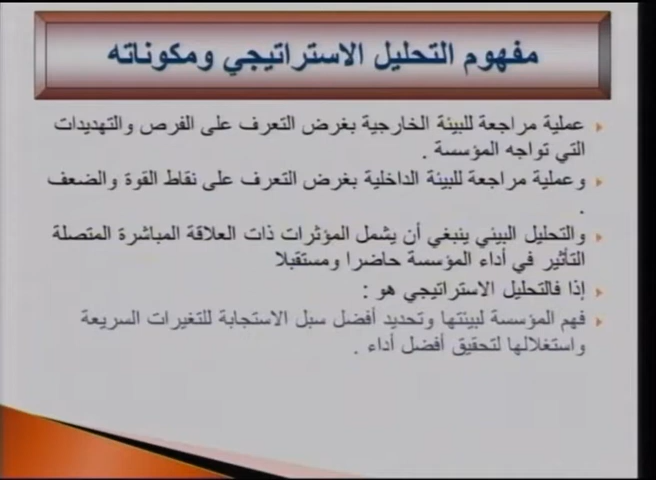 مفهوم التحليل الاستراتيجي ومكوناته
عملية مراجعة للبيئة الخارجية بغرض التعرف على الفرص والتهديدات
التي تواجه المؤسسة .
وعملية مراجعة للبيئة الداخلية بغرض التعرف على نقاط القوة والضعف
.
والتحليل البيئي ينبغي أن يشمل المؤثرات ذات العلاقة المباشرة المتصلة
التأثير في أداء المؤسسة حاضرا ومستقبلا
إذا فالتحليل الاستراتيجي هو :
فهم المؤسسة لبيئتها وتحديد أفضل سبل الاستجابة للتغيرات السريعة
واستغلالها لتحقيق أفضل أداء .